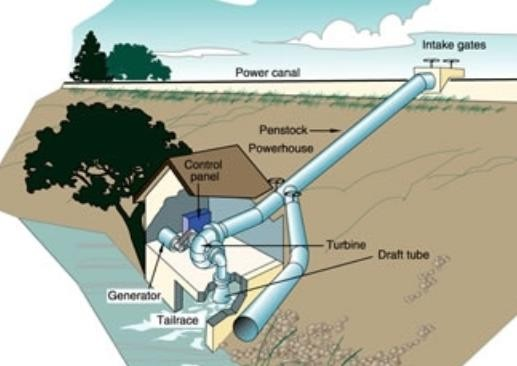 Intake gates
Power canal
Penstock
Powerhouse
Control
panel
Turbine
Draft tube
Generator
Tailrace